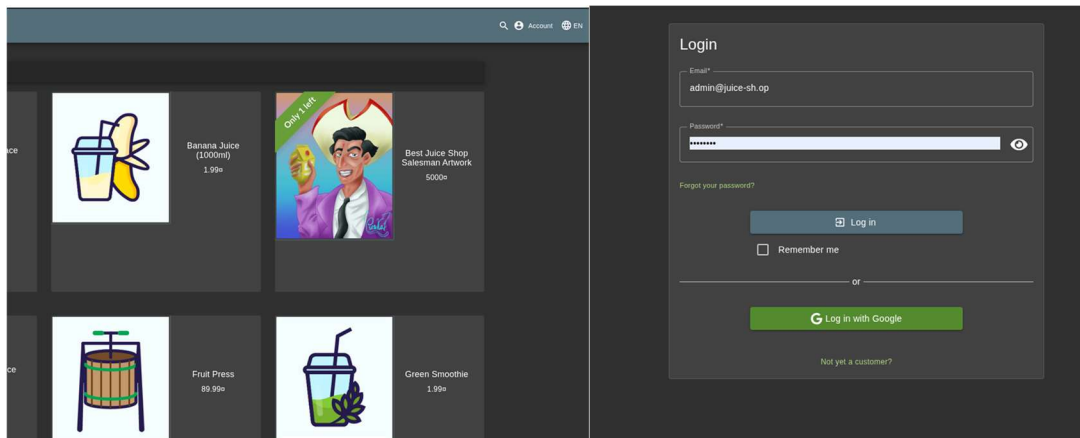 Account
EN
ace
Banana Juice
(1000ml)
1.99¤
Only 1 left
Best Juice Shop
Salesman Artwork
5000¤
ce
Fruit Press
89.99¤
Green Smoothie
1.99¤
Login
Email*
admin@juice-sh.op
Password*
••••••••
Forgot your password?
Log in
Remember me
or
Log in with Google
Not yet a customer?